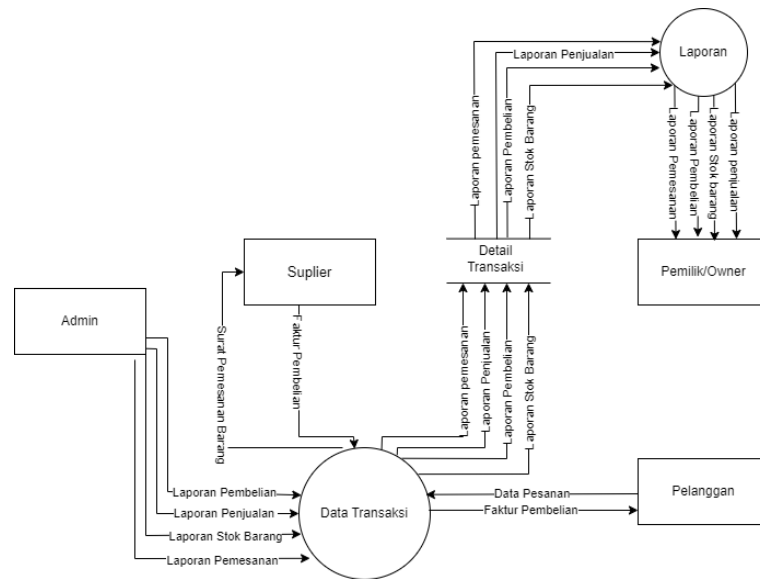 Laporan
Laporan Penjualan
Laporan pemesanan
Laporan Pembelian
Laporan Stok Barang
Laporan Pemesanan
Laporan Pembelian
Laporan Stok barang
Laporan penjualan
Detail
Transaksi
Pemilik/Owner
Suplier
Admin
Surat Pemesanan Barang
Faktur Pembelian
Laporan pemesanan
Laporan Penjualan
Laporan Pembelian
Laporan Stok Barang
Laporan Pembelian
Laporan Penjualan
Laporan Stok Barang
Laporan Pemesanan
Data Transaksi
Data Pesanan
Faktur Pembelian
Pelanggan